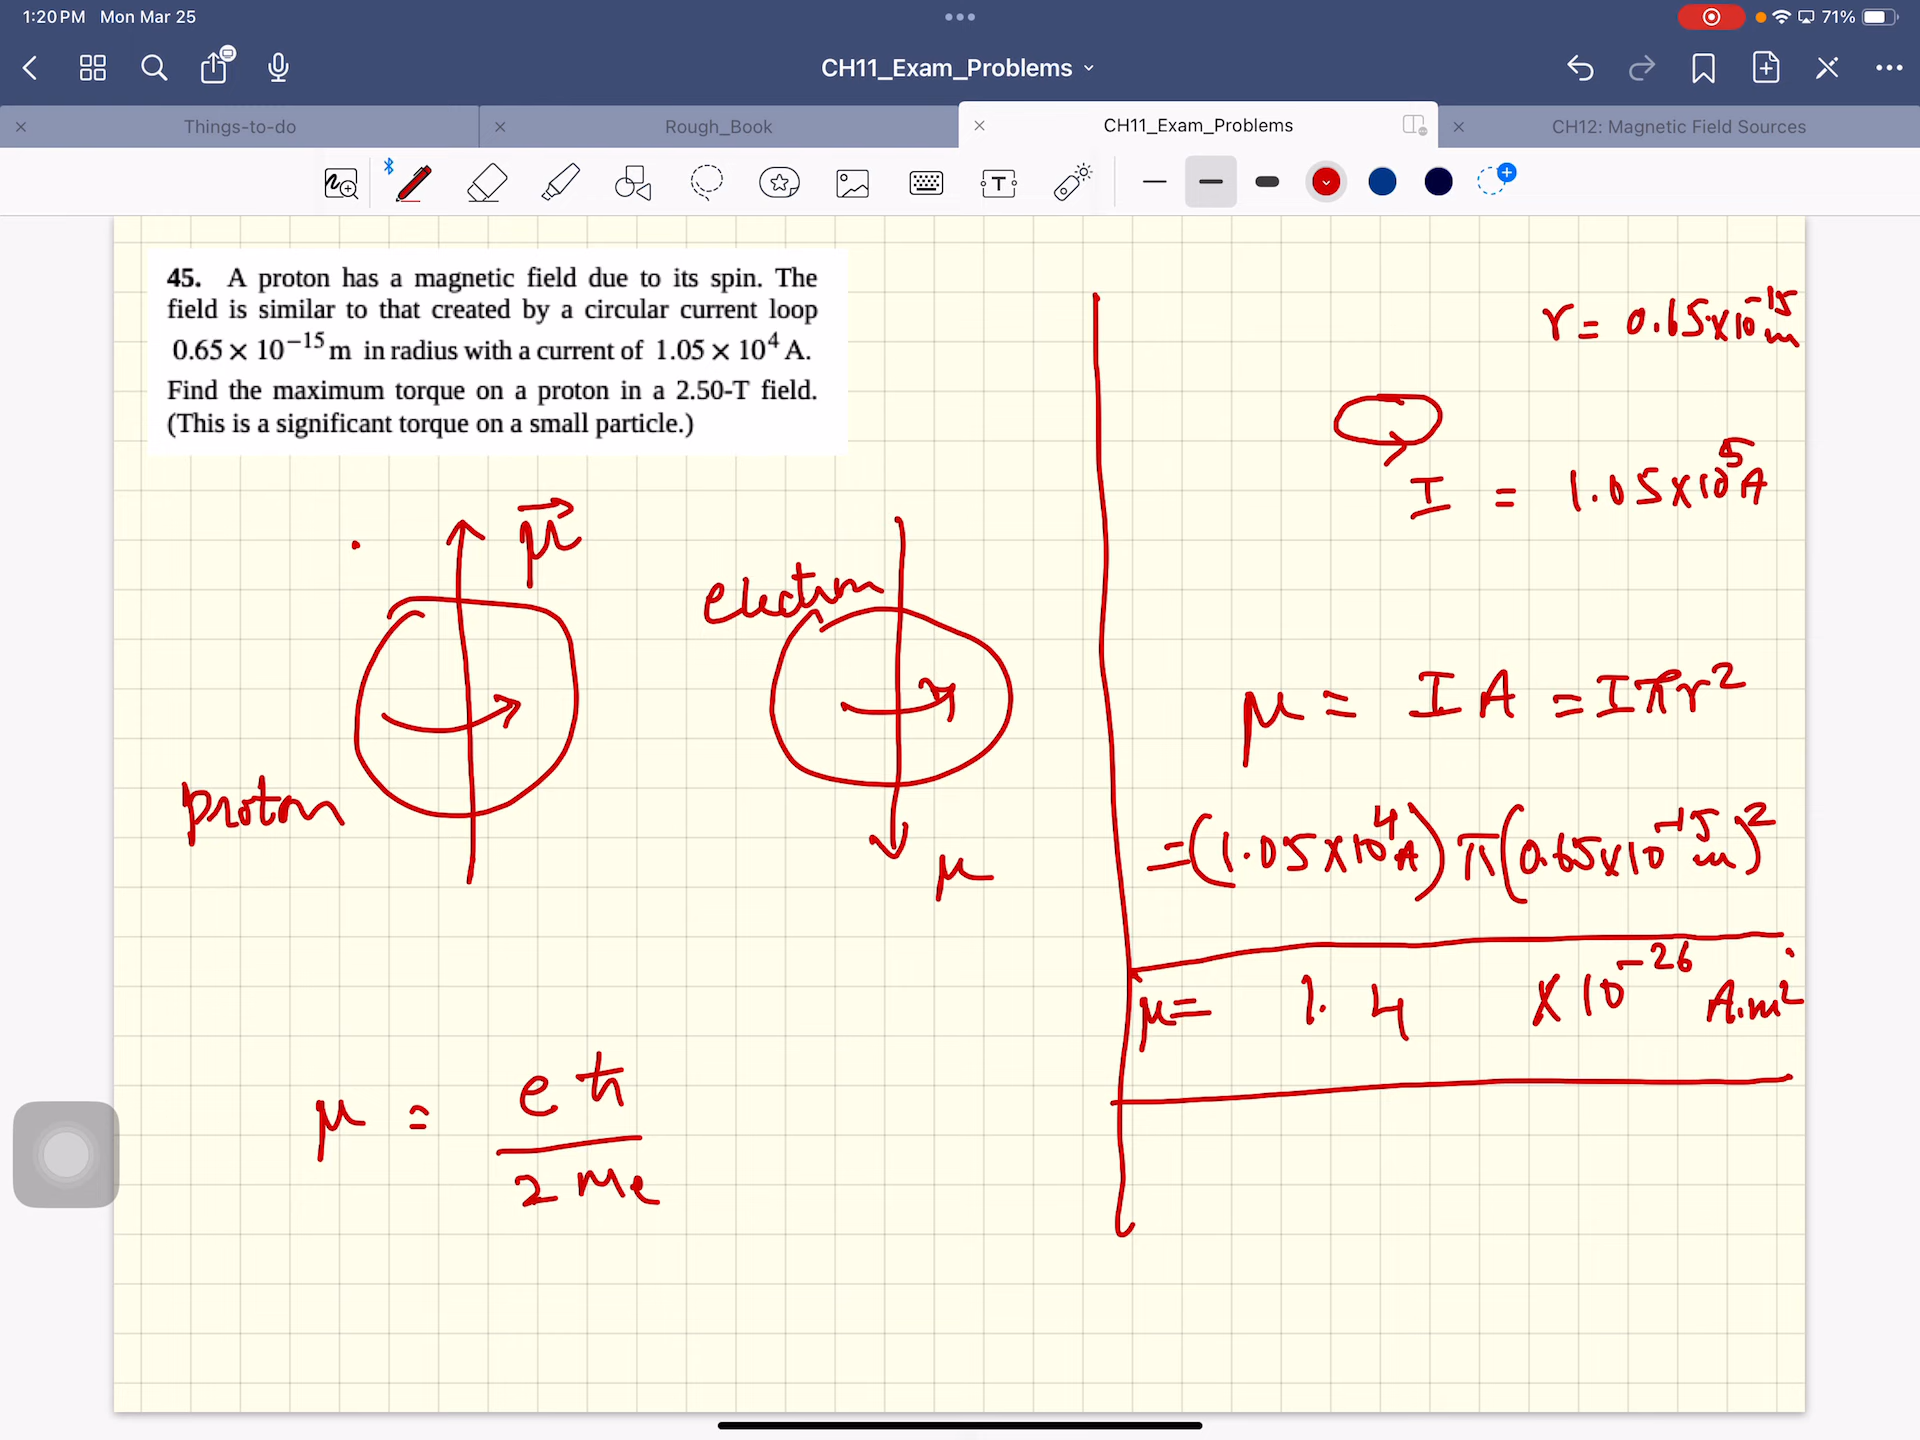 1:20 PM Mon Mar 25
71%
CH11_Exam_Problems
Things-to-do
Rough_Book
CH11_Exam_Problems
CH12: Magnetic Field Sources
T
45. A proton has a magnetic field due to its spin. The
field is similar to that created by a circular current loop
0.65 × 10⁻¹⁵ m in radius with a current of 1.05 × 10⁴ A.
Find the maximum torque on a proton in a 2.50-T field.
(This is a significant torque on a small particle.)
μ⃗
electron
proton
μ
μ = eħ / 2 me
r = 0.65×10⁻¹⁵ m
I = 1.05×10⁵ A
μ = I A = Iπr²
= (1.05×10⁴ A) π (0.65×10⁻¹⁵ m)²
μ = 1.4 ×10⁻²⁶ A.m²